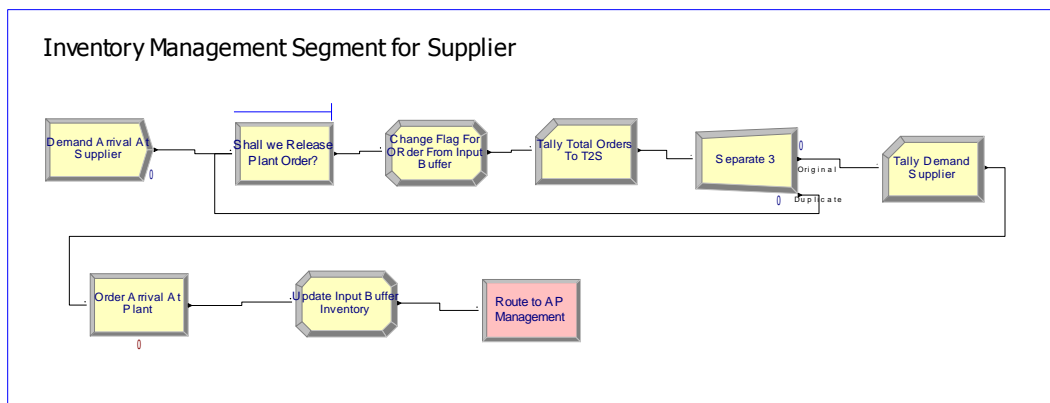 Inventory Management Segment for Supplier
Demand Arrival At
Supplier
0
Shall we Release
Plant Order?
Change Flag For
ORder From Input
Buffer
Tally Total Orders
To T2S
Separate 3
0
Original
0
Duplicate
Tally Demand
Supplier
Order Arrival At
Plant
0
Update Input Buffer
Inventory
Route to AP
Management